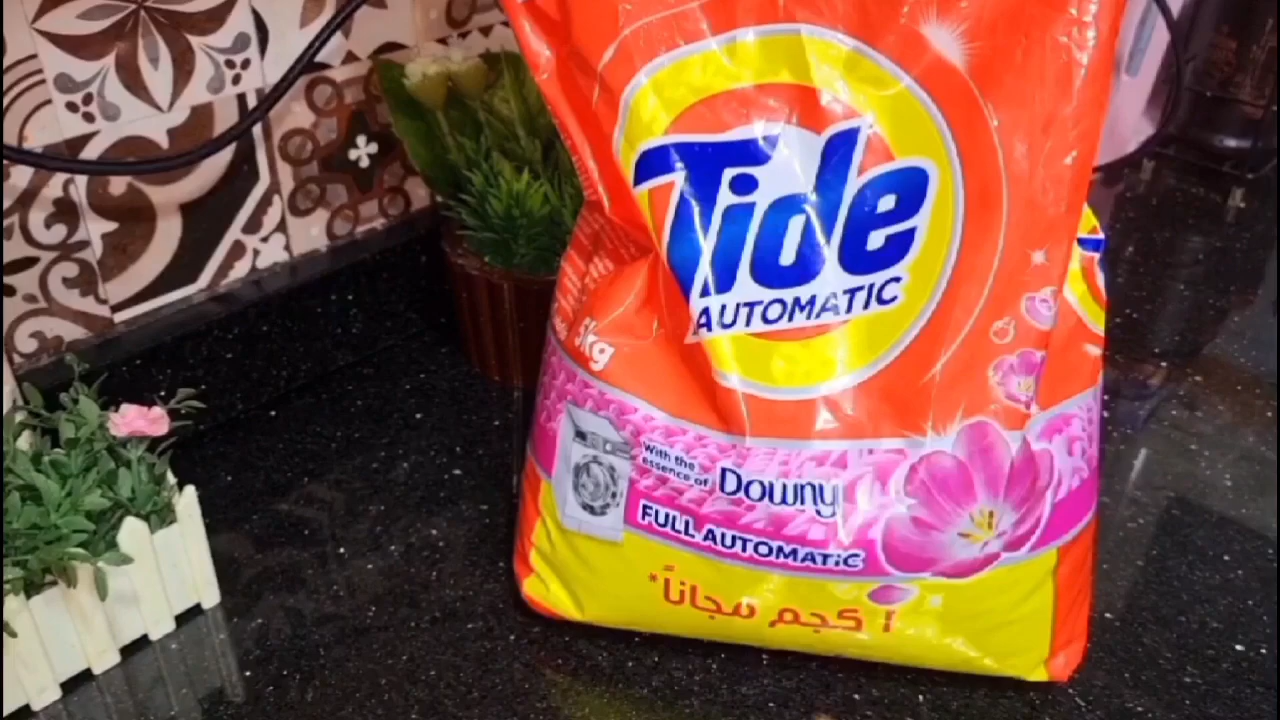 Tide
AUTOMATIC
5kg
With the
essence of
Downy
FULL AUTOMATIC
١ كجم مجاناً*